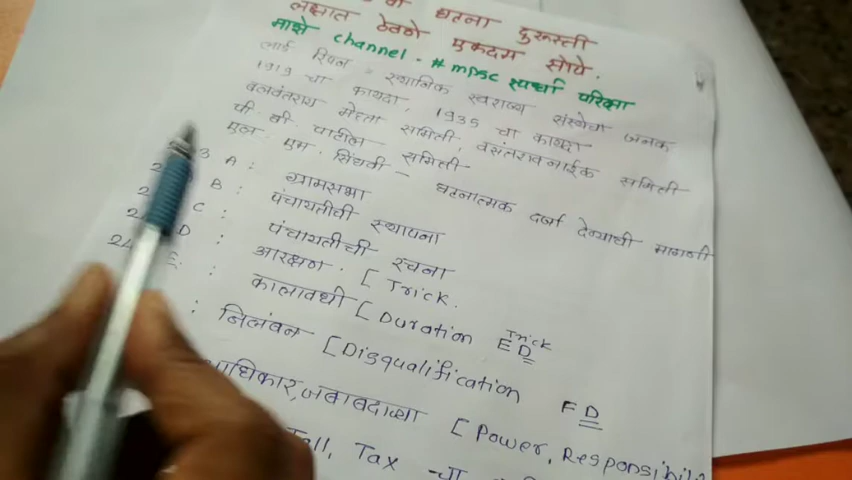 वी घटना दुरुस्ती
लक्षात ठेवणे एकदम सोपे.
माझे channel - # mpsc स्पर्धा परिक्षा
लार्ड रिपन - स्थानिक स्वराज्य संस्थेचा जनक
1919 चा कायदा, 1935 चा कायदा
बलवंतराय मेहता समिती, वसंतराव नाईक समिती
पी. बी पाटील समिती
एल. एम. सिंघवी - घटनात्मक दर्जा देण्याची मागणी
A : ग्रामसभा
B : पंचायतीची स्थापना
C : पंचायतीची रचना
D : आरक्षण. [ Trick.
E : कालावधी [ Duration Trick ED
: निलंबन [ Disqualification FD
अधिकार, जबाबदाऱ्या [ Power, Responsibili
Toll, Tax चा